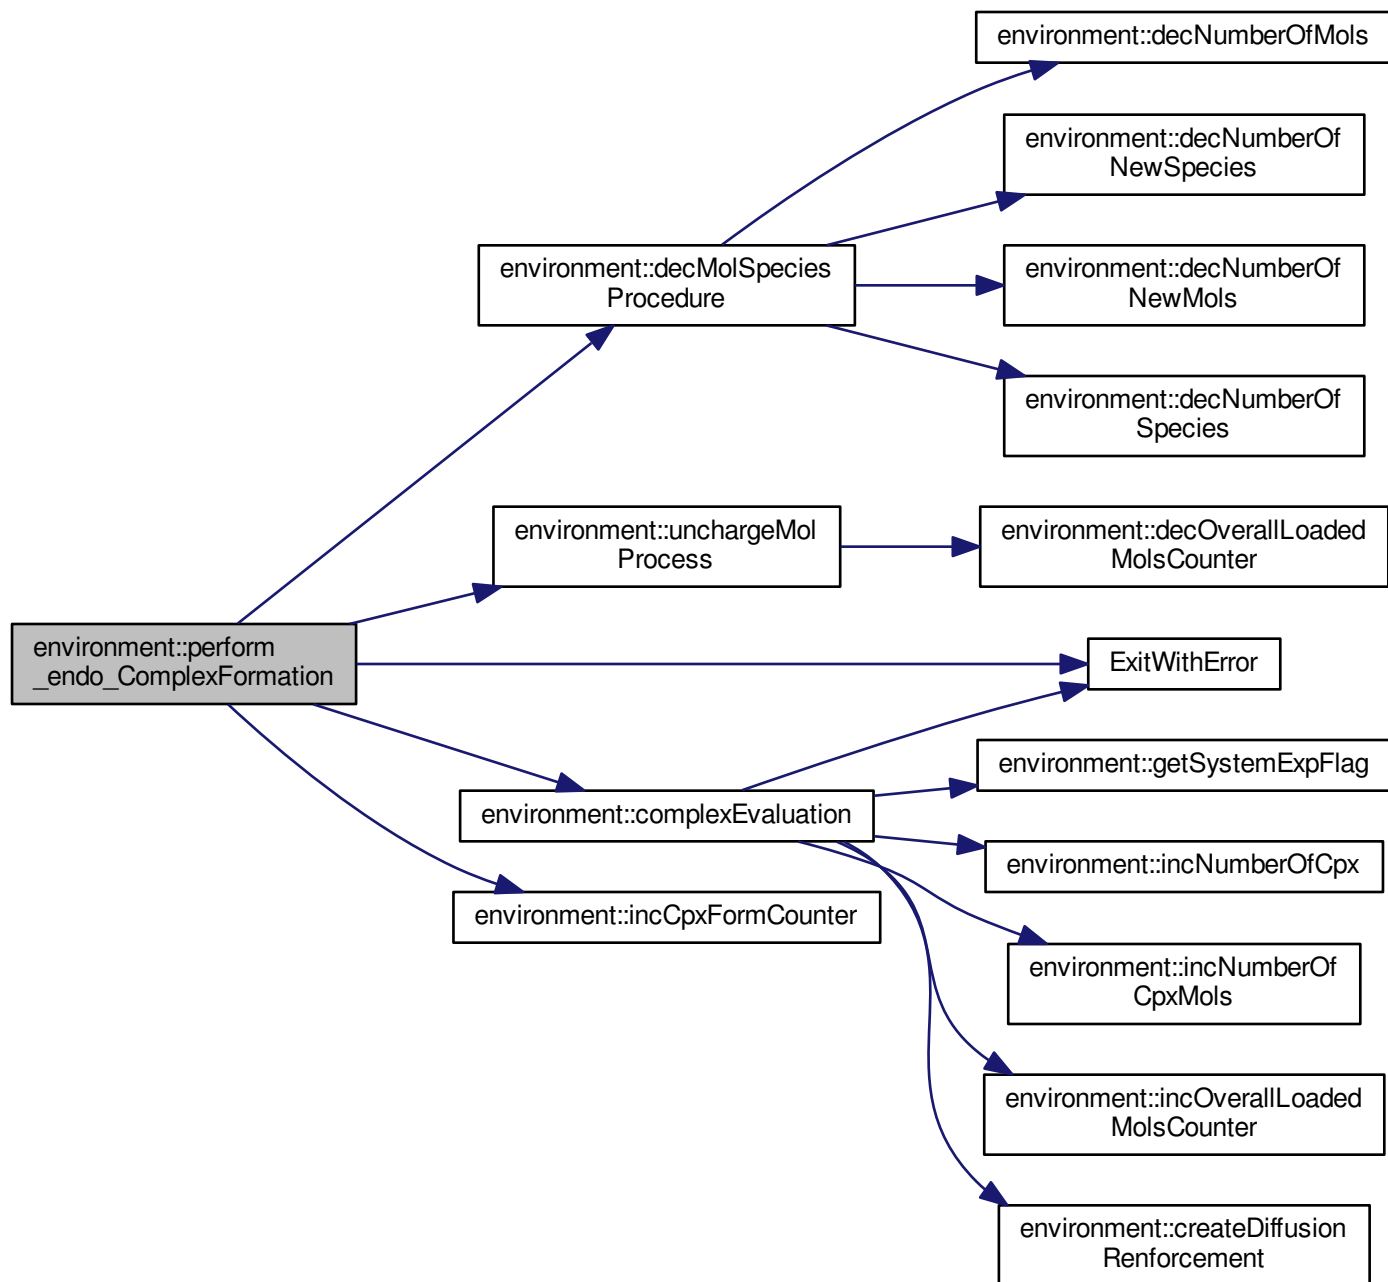 environment::decNumberOfMols
environment::decNumberOf
NewSpecies
environment::decMolSpecies
Procedure
environment::decNumberOf
NewMols
environment::decNumberOf
Species
environment::unchargeMol
Process
environment::decOverallLoaded
MolsCounter
environment::perform
_endo_ComplexFormation
ExitWithError
environment::getSystemExpFlag
environment::complexEvaluation
environment::incNumberOfCpx
environment::incCpxFormCounter
environment::incNumberOf
CpxMols
environment::incOverallLoaded
MolsCounter
environment::createDiffusion
Renforcement